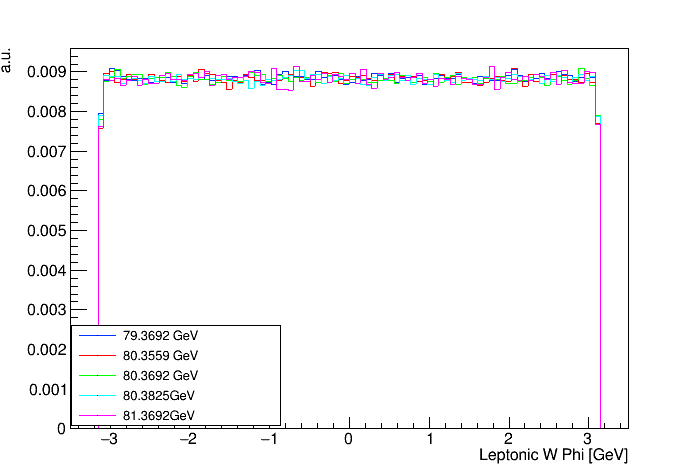 a.u.
0.009
0.008
0.007
0.006
0.005
0.004
0.003
0.002
0.001
0
79.3692 GeV
80.3559 GeV
80.3692 GeV
80.3825GeV
81.3692GeV
−3 −2 −1 0 1 2 3
Leptonic W Phi [GeV]